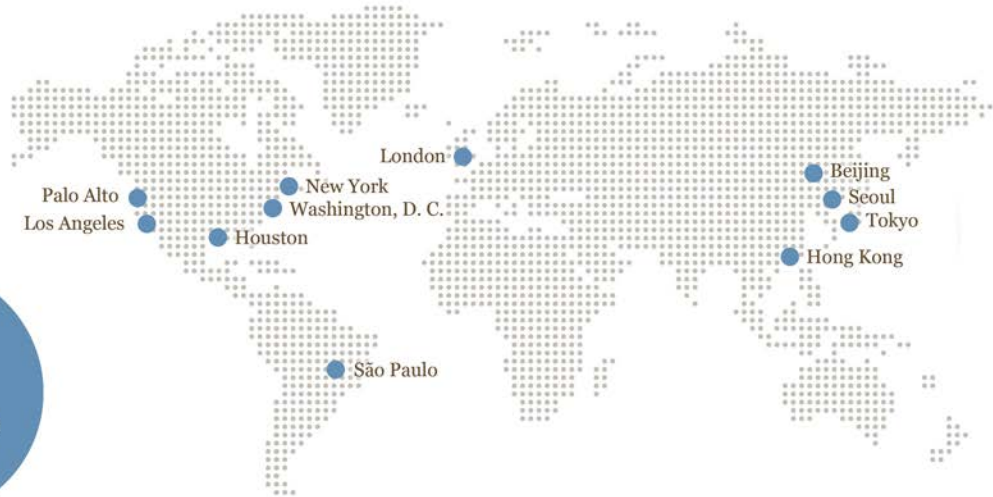 London
Beijing
New York
Seoul
Palo Alto
Washington, D. C.
Tokyo
Los Angeles
Houston
Hong Kong
São Paulo